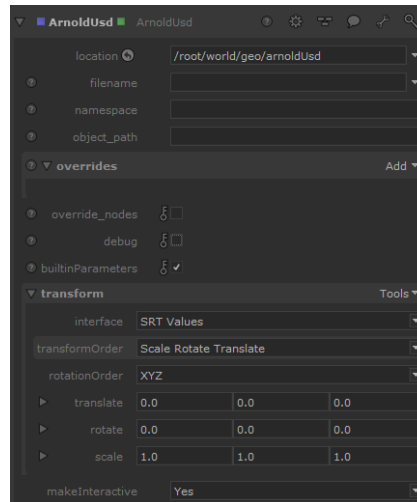 ArnoldUsd ArnoldUsd
location /root/world/geo/arnoldUsd
filename
namespace
object_path
overrides Add
override_nodes
debug
builtinParameters
transform Tools
interface SRT Values
transformOrder Scale Rotate Translate
rotationOrder XYZ
translate 0.0 0.0 0.0
rotate 0.0 0.0 0.0
scale 1.0 1.0 1.0
makeInteractive Yes